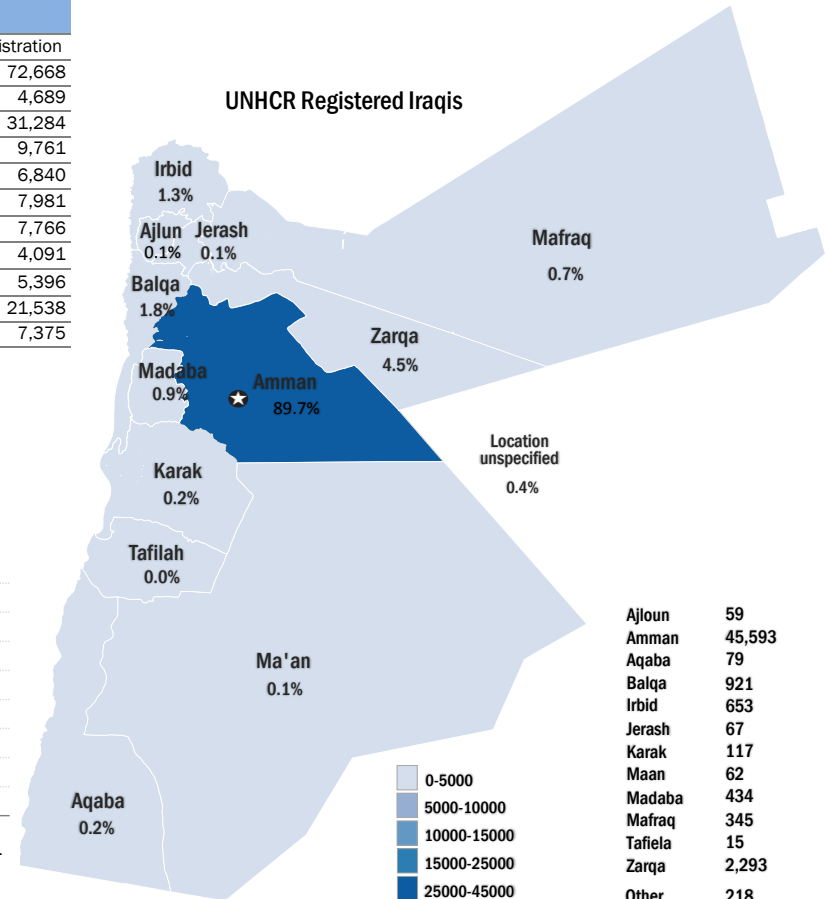 istration
72,668
4,689
31,284
9,761
6,840
7,981
7,766
4,091
5,396
21,538
7,375
UNHCR Registered Iraqis
Irbid
1.3%
Ajlun
0.1%
Jerash
0.1%
Mafraq
0.7%
Balqa
1.8%
Zarqa
4.5%
Madaba
0.9%
Amman
89.7%
Location
unspecified
0.4%
Karak
0.2%
Tafilah
0.0%
Ma'an
0.1%
Aqaba
0.2%
0-5000
5000-10000
10000-15000
15000-25000
25000-45000
Ajloun 59
Amman 45,593
Aqaba 79
Balqa 921
Irbid 653
Jerash 67
Karak 117
Maan 62
Madaba 434
Mafraq 345
Tafiela 15
Zarqa 2,293
Other 218